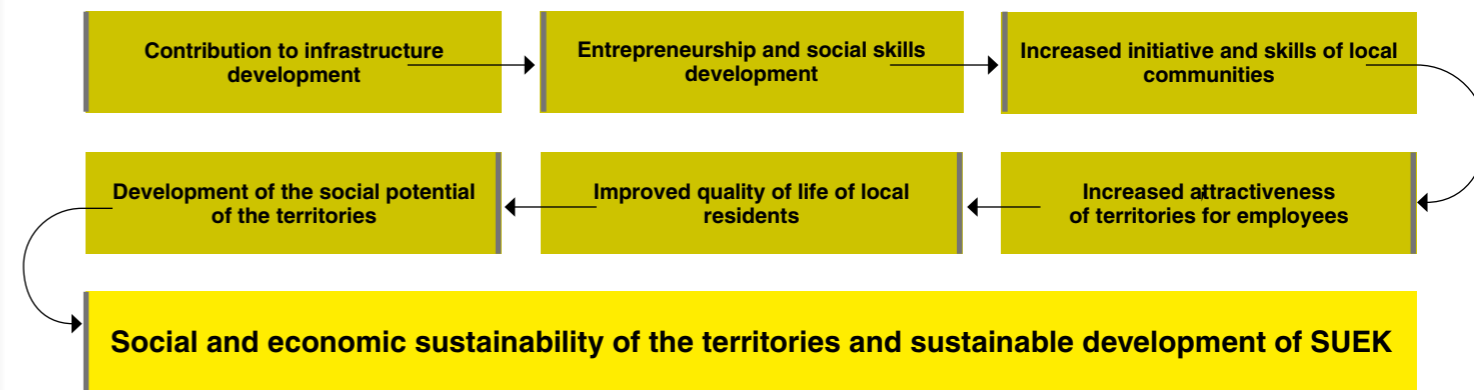 Contribution to infrastructure
development
Entrepreneurship and social skills
development
Increased initiative and skills of local
communities
Increased attractiveness
of territories for employees
Improved quality of life of local
residents
Development of the social potential
of the territories
Social and economic sustainability of the territories and sustainable development of SUEK